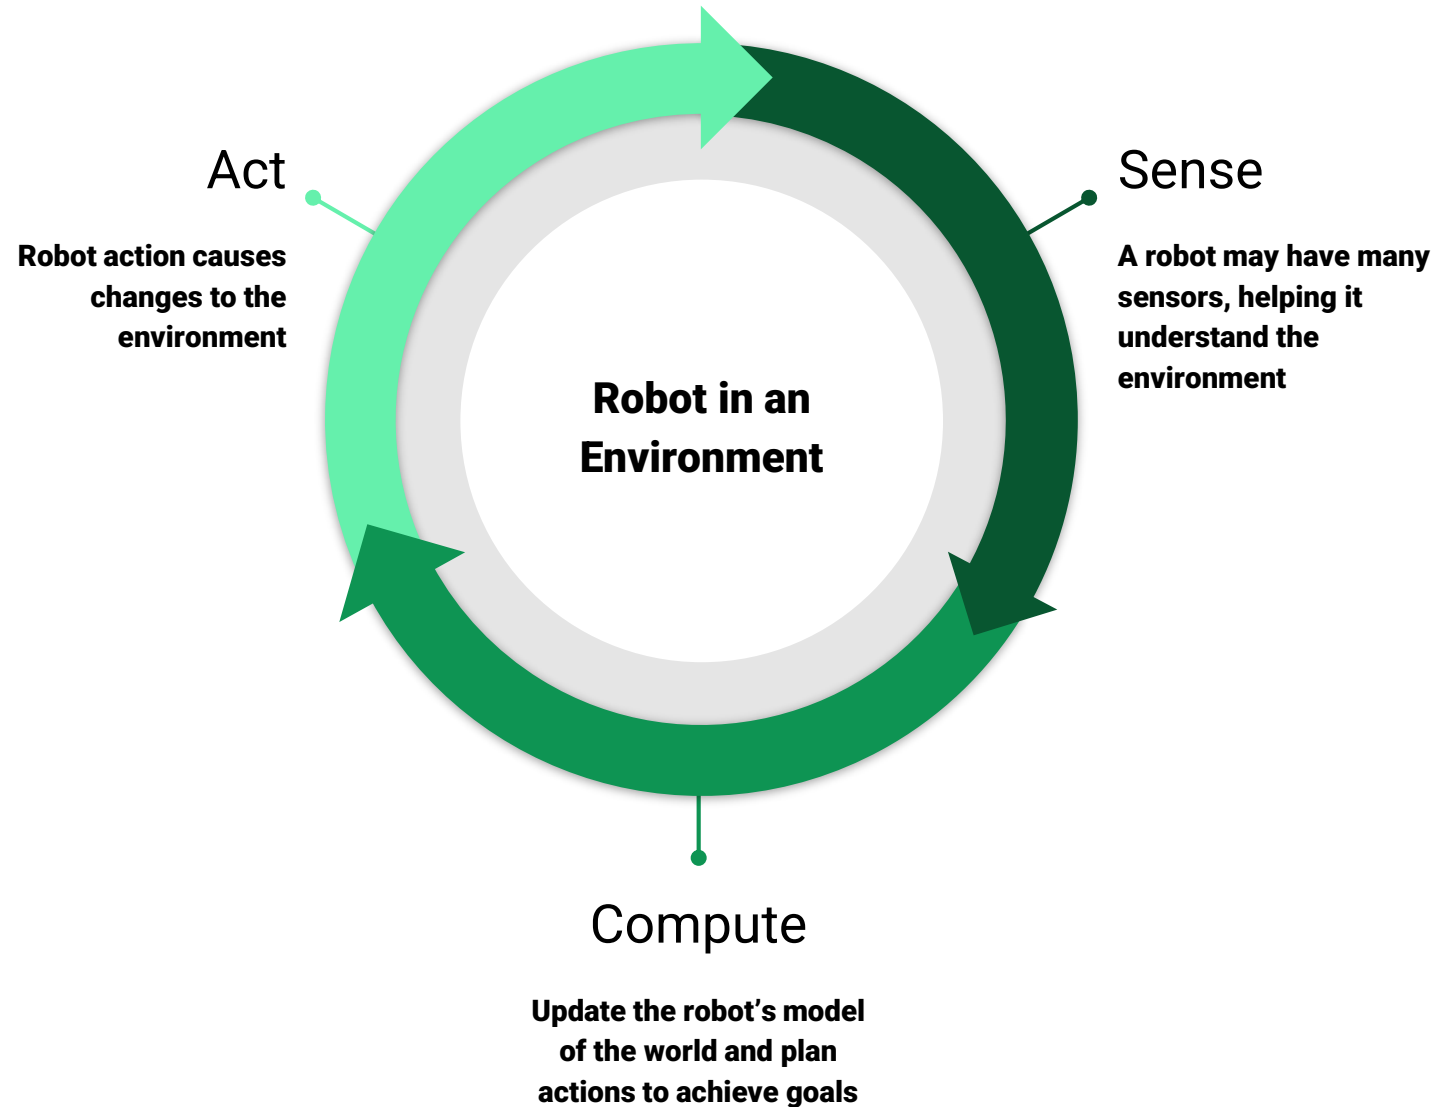 Act
Robot action causes
changes to the
environment
Sense
A robot may have many
sensors, helping it
understand the
environment
Robot in an
Environment
Compute
Update the robot’s model
of the world and plan
actions to achieve goals